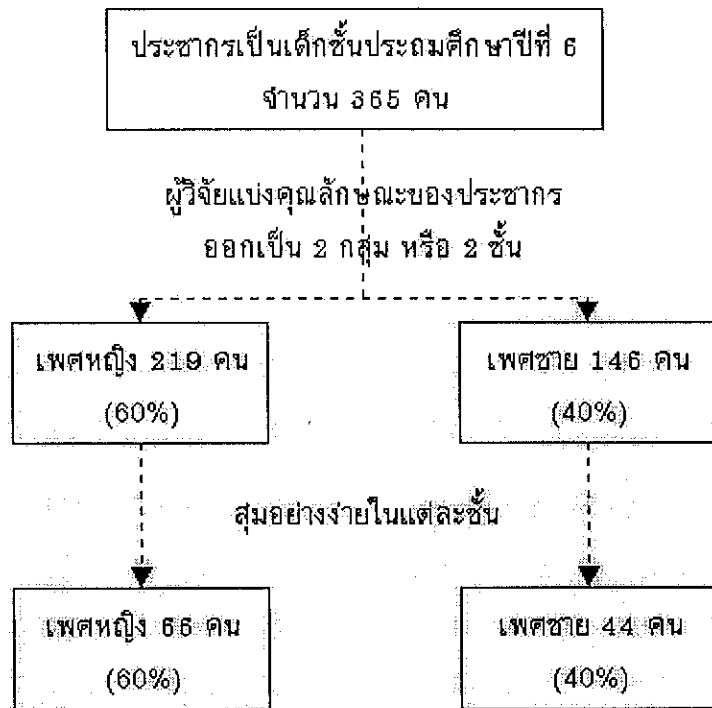 ประชากรเป็นเด็กชั้นประถมศึกษาปีที่ 6
จำนวน 365 คน
ผู้วิจัยแบ่งคุณลักษณะของประชากร
ออกเป็น 2 กลุ่ม หรือ 2 ชั้น
เพศหญิง 219 คน
(60%)
เพศชาย 146 คน
(40%)
สุ่มอย่างง่ายในแต่ละชั้น
เพศหญิง 66 คน
(60%)
เพศชาย 44 คน
(40%)